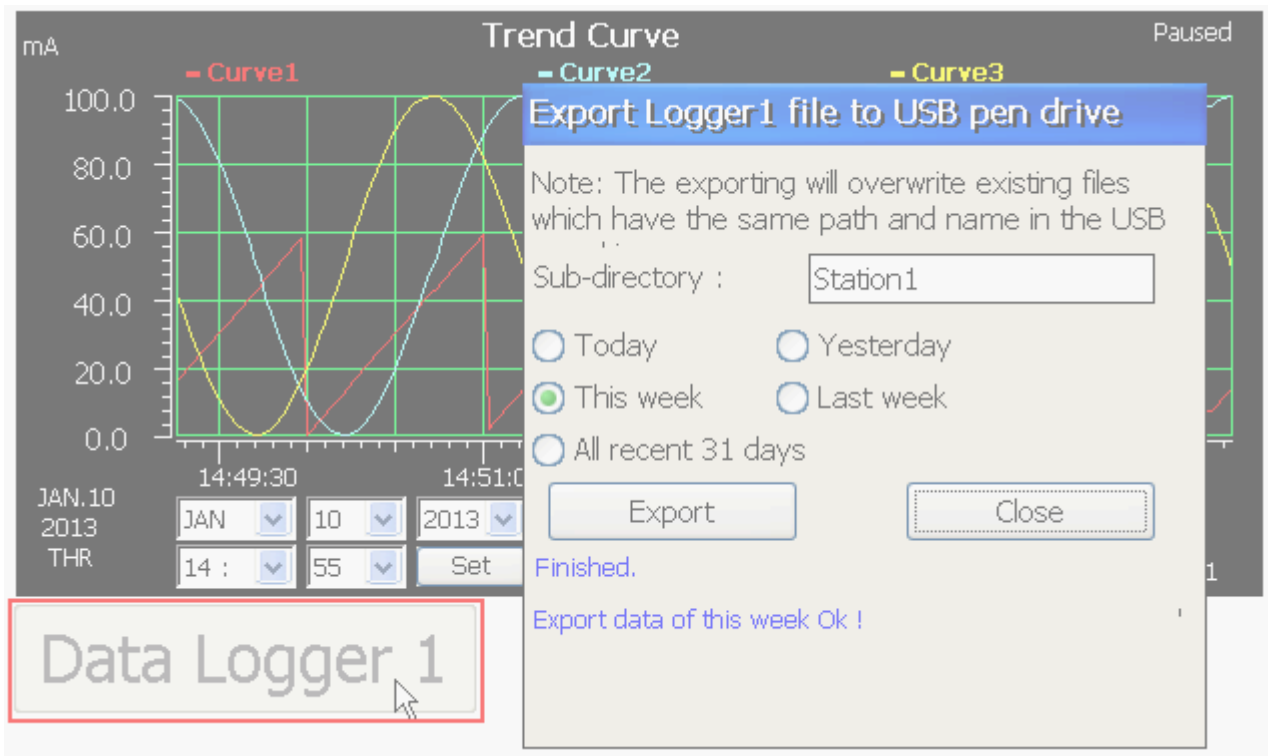 mA
Trend Curve
Paused
Curve1
Curve2
Curve3
100.0
80.0
60.0
40.0
20.0
0.0
14:49:30
14:51:0
JAN.10
2013
THR
JAN
10
2013
14 :
55
Set
1
Export Logger1 file to USB pen drive
Note: The exporting will overwrite existing files
which have the same path and name in the USB
Sub-directory :
Station1
Today
Yesterday
This week
Last week
All recent 31 days
Export
Close
Finished.
Export data of this week Ok !
Data Logger 1